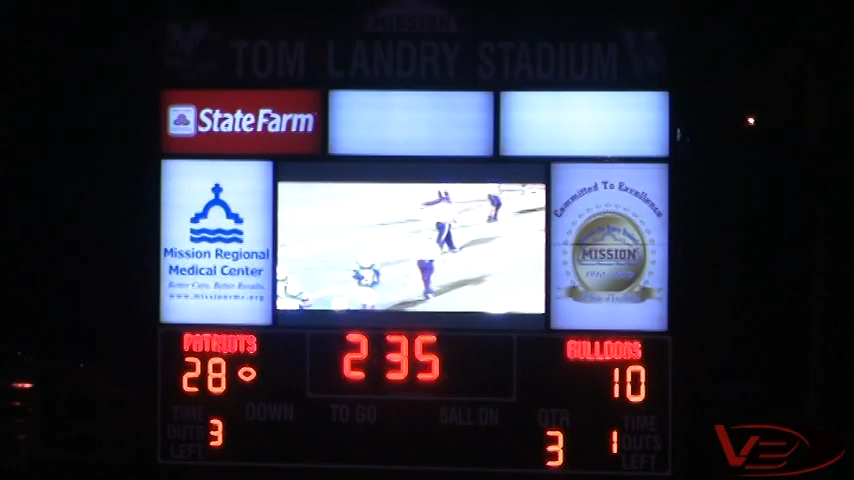 MISSION
TOM LANDRY STADIUM
State Farm
Mission Regional
Medical Center
Better Care. Better Results.
www.missionrmc.org
Committed To Excellence
MISSION
PATRIOTS
28
2 35
BULLDOGS
10
TIME
OUTS
LEFT
3
DOWN
TO GO
BALL ON
QTR
3
1
TIME
OUTS
LEFT